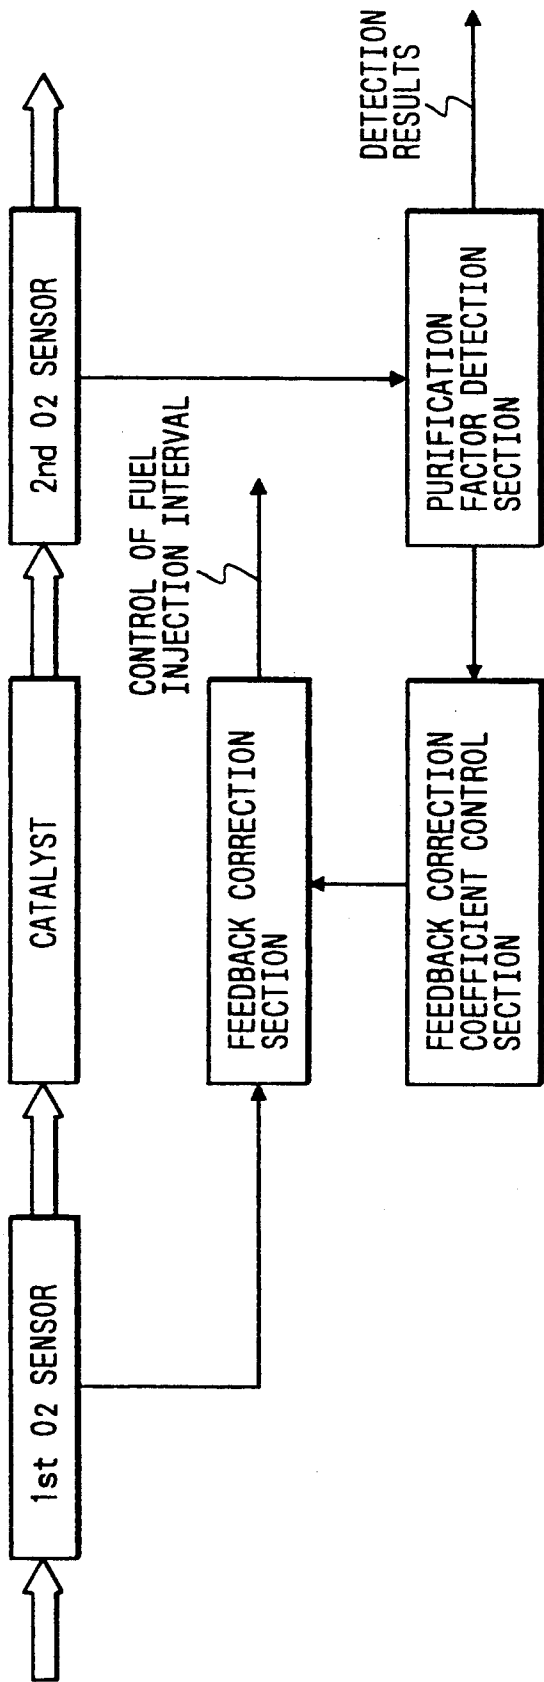 1st O2 SENSOR
CATALYST
2nd O2 SENSOR
FEEDBACK CORRECTION
SECTION
CONTROL OF FUEL
INJECTION INTERVAL
FEEDBACK CORRECTION
COEFFICIENT CONTROL
SECTION
PURIFICATION
FACTOR DETECTION
SECTION
DETECTION
RESULTS